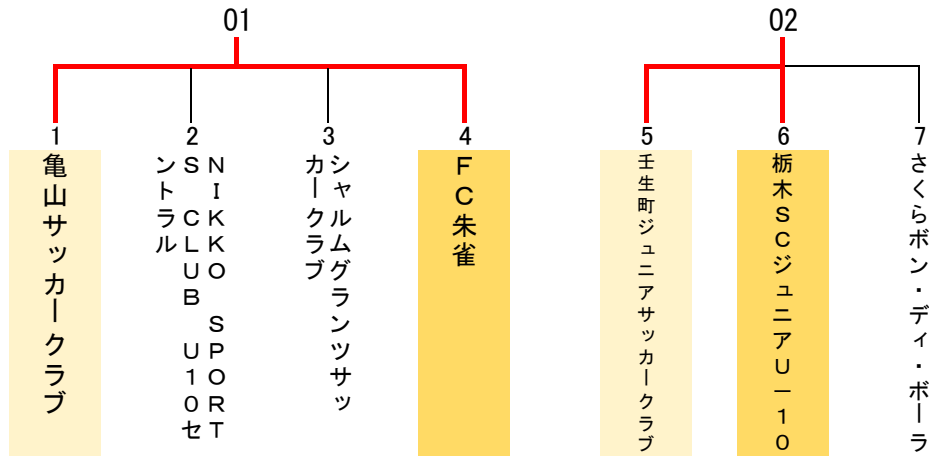 01
02
1
2
3
4
5
6
7
亀山サッカークラブ
NIKKO SPORT
S CLUB U10セ
ントラル
シャルムグランツサッ
カークラブ
FC朱雀
壬生町ジュニアサッカークラブ
栃木SCジュニアU－10
さくらボン・ディ・ボーラ